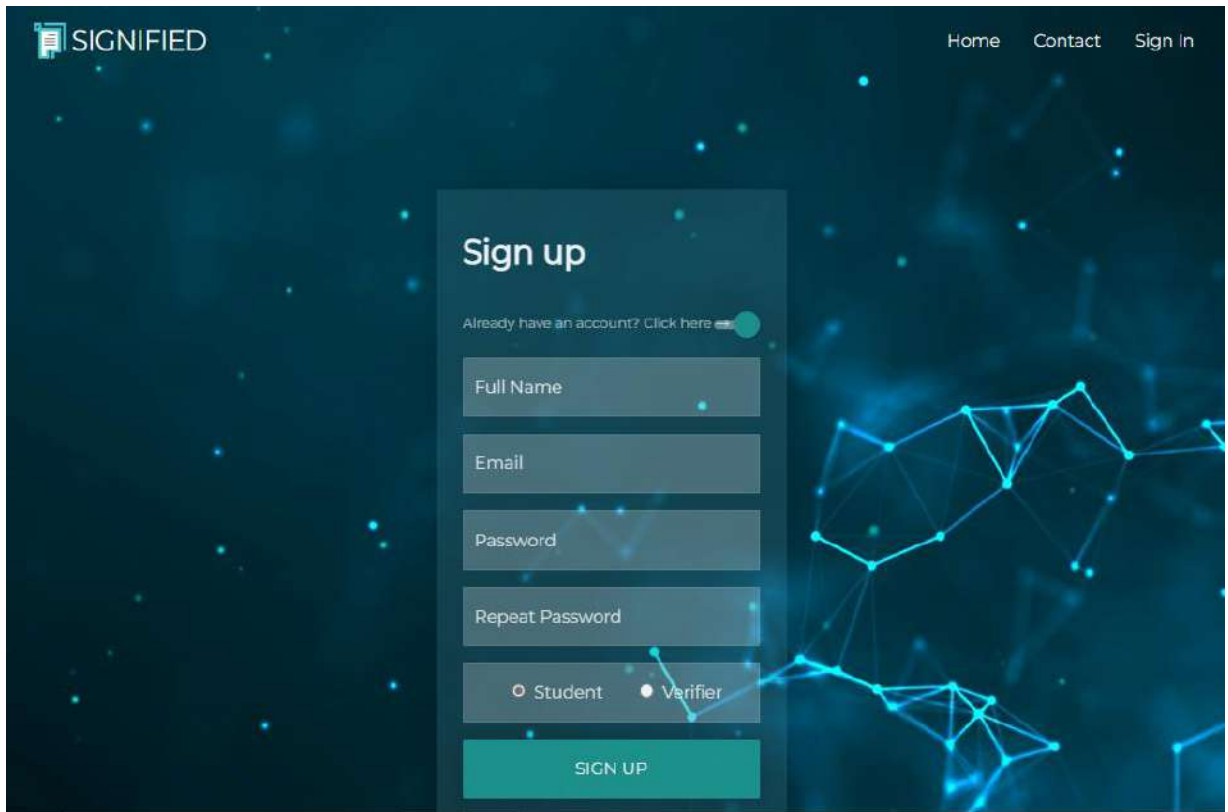 SIGNIFIED
Home Contact Sign In
Sign up
Already have an account? Click here
Full Name
Email
Password
Repeat Password
Student Verifier
SIGN UP